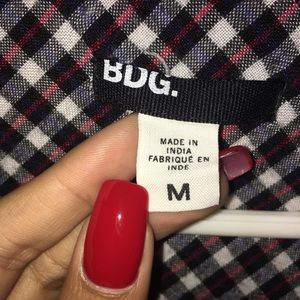 BDG.
MADE IN
INDIA
FABRIQUÉ EN
INDE
M